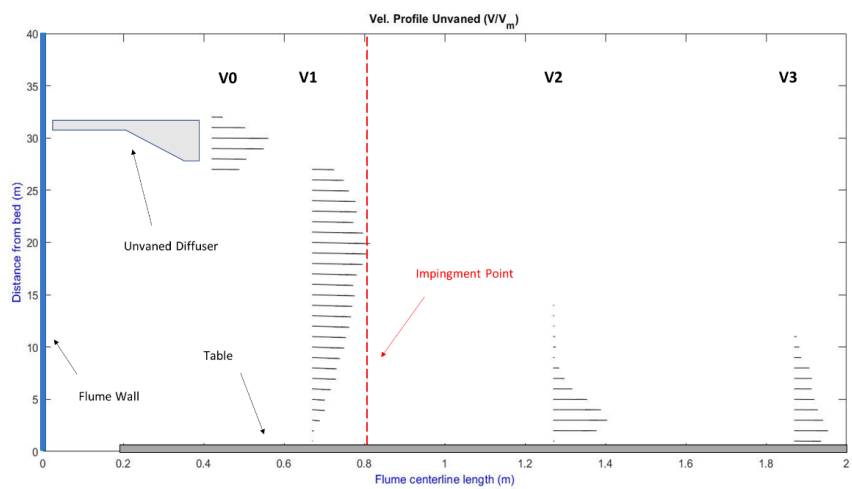 Vel. Profile Unvaned (V/Vm)
40
35
30
25
20
15
10
5
0
Distance from bed (m)
V0
V1
V2
V3
Unvaned Diffuser
Impingment Point
Table
Flume Wall
0
0.2
0.4
0.6
0.8
1
1.2
1.4
1.6
1.8
2
Flume centerline length (m)